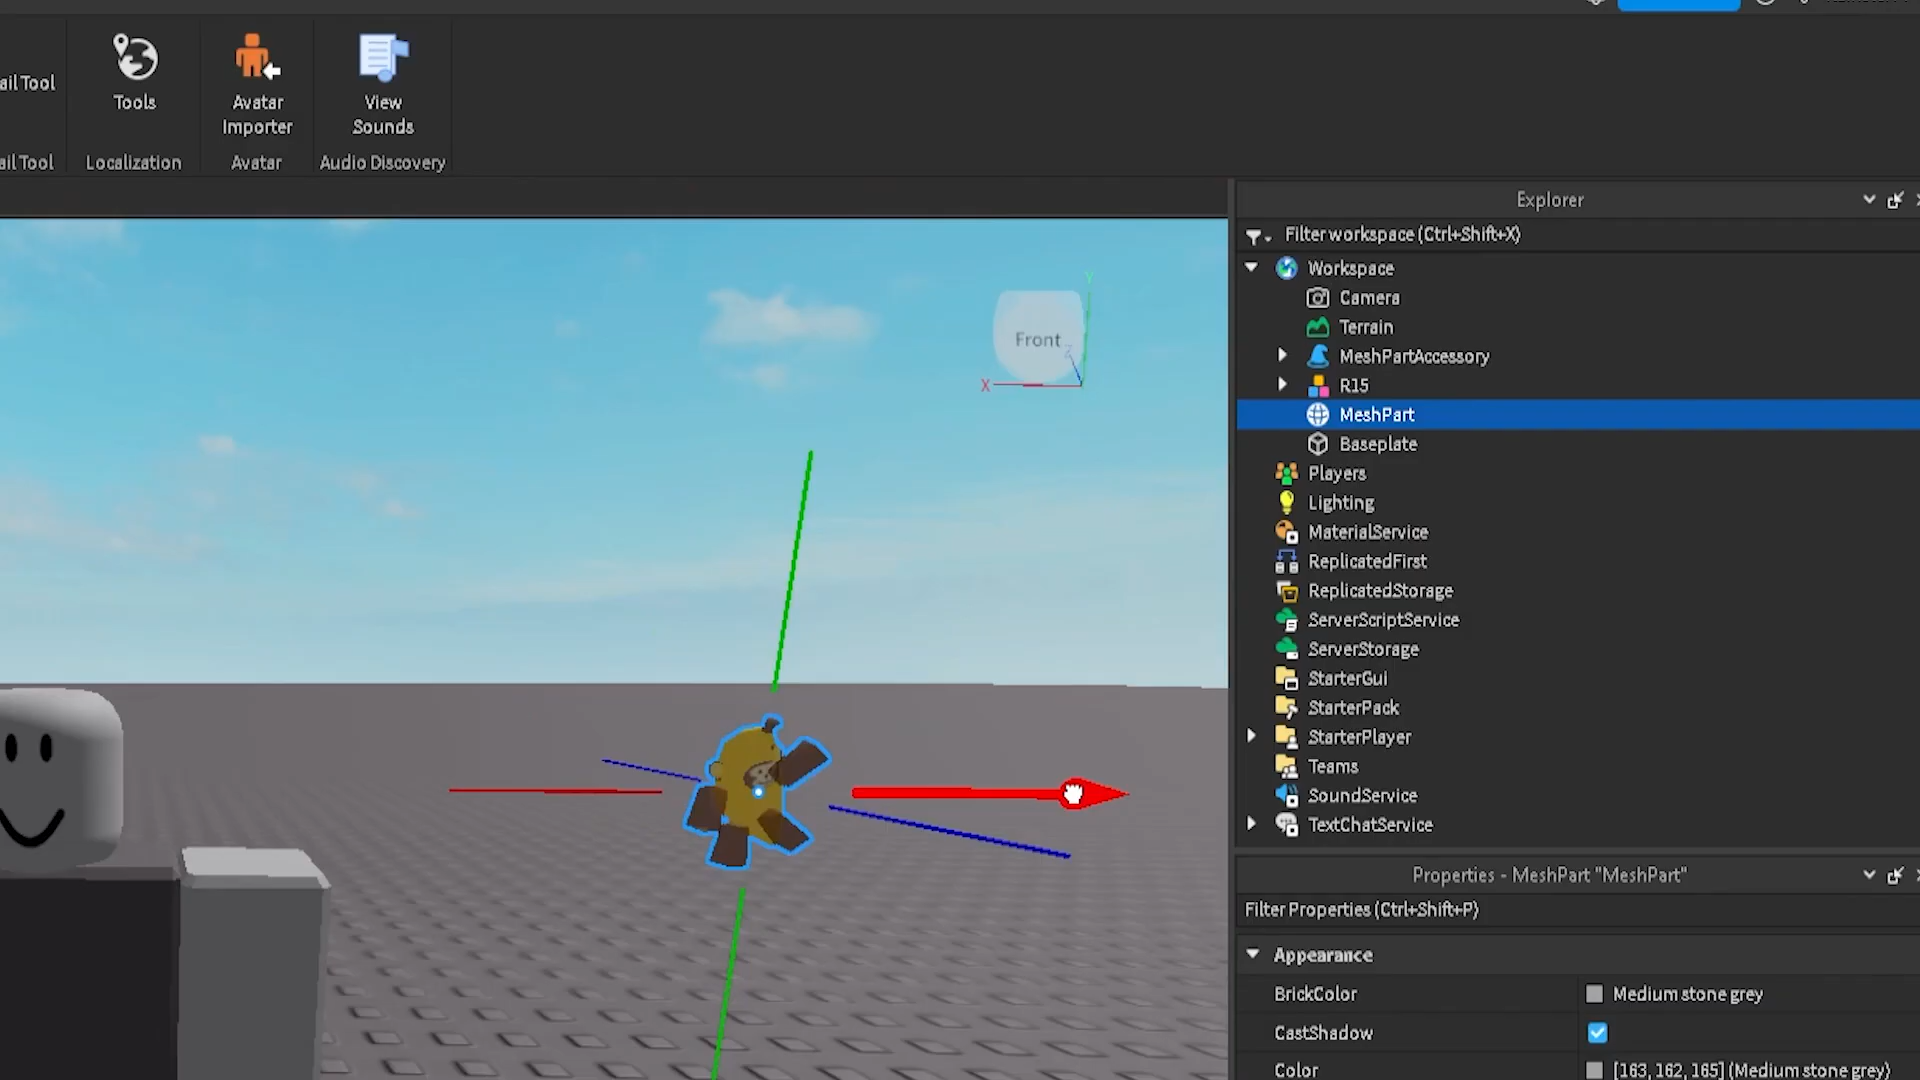 ail Tool
Tools
Avatar
Importer
View
Sounds
ail Tool
Localization
Avatar
Audio Discovery
Explorer
Filter workspace (Ctrl+Shift+X)
Workspace
Camera
Terrain
MeshPartAccessory
R15
MeshPart
Baseplate
Players
Lighting
MaterialService
ReplicatedFirst
ReplicatedStorage
ServerScriptService
ServerStorage
StarterGui
StarterPack
StarterPlayer
Teams
SoundService
TextChatService
Y
Front
Z
X
Properties - MeshPart "MeshPart"
Filter Properties (Ctrl+Shift+P)
Appearance
BrickColor Medium stone grey
CastShadow
Color [163, 162, 165] (Medium stone grey)